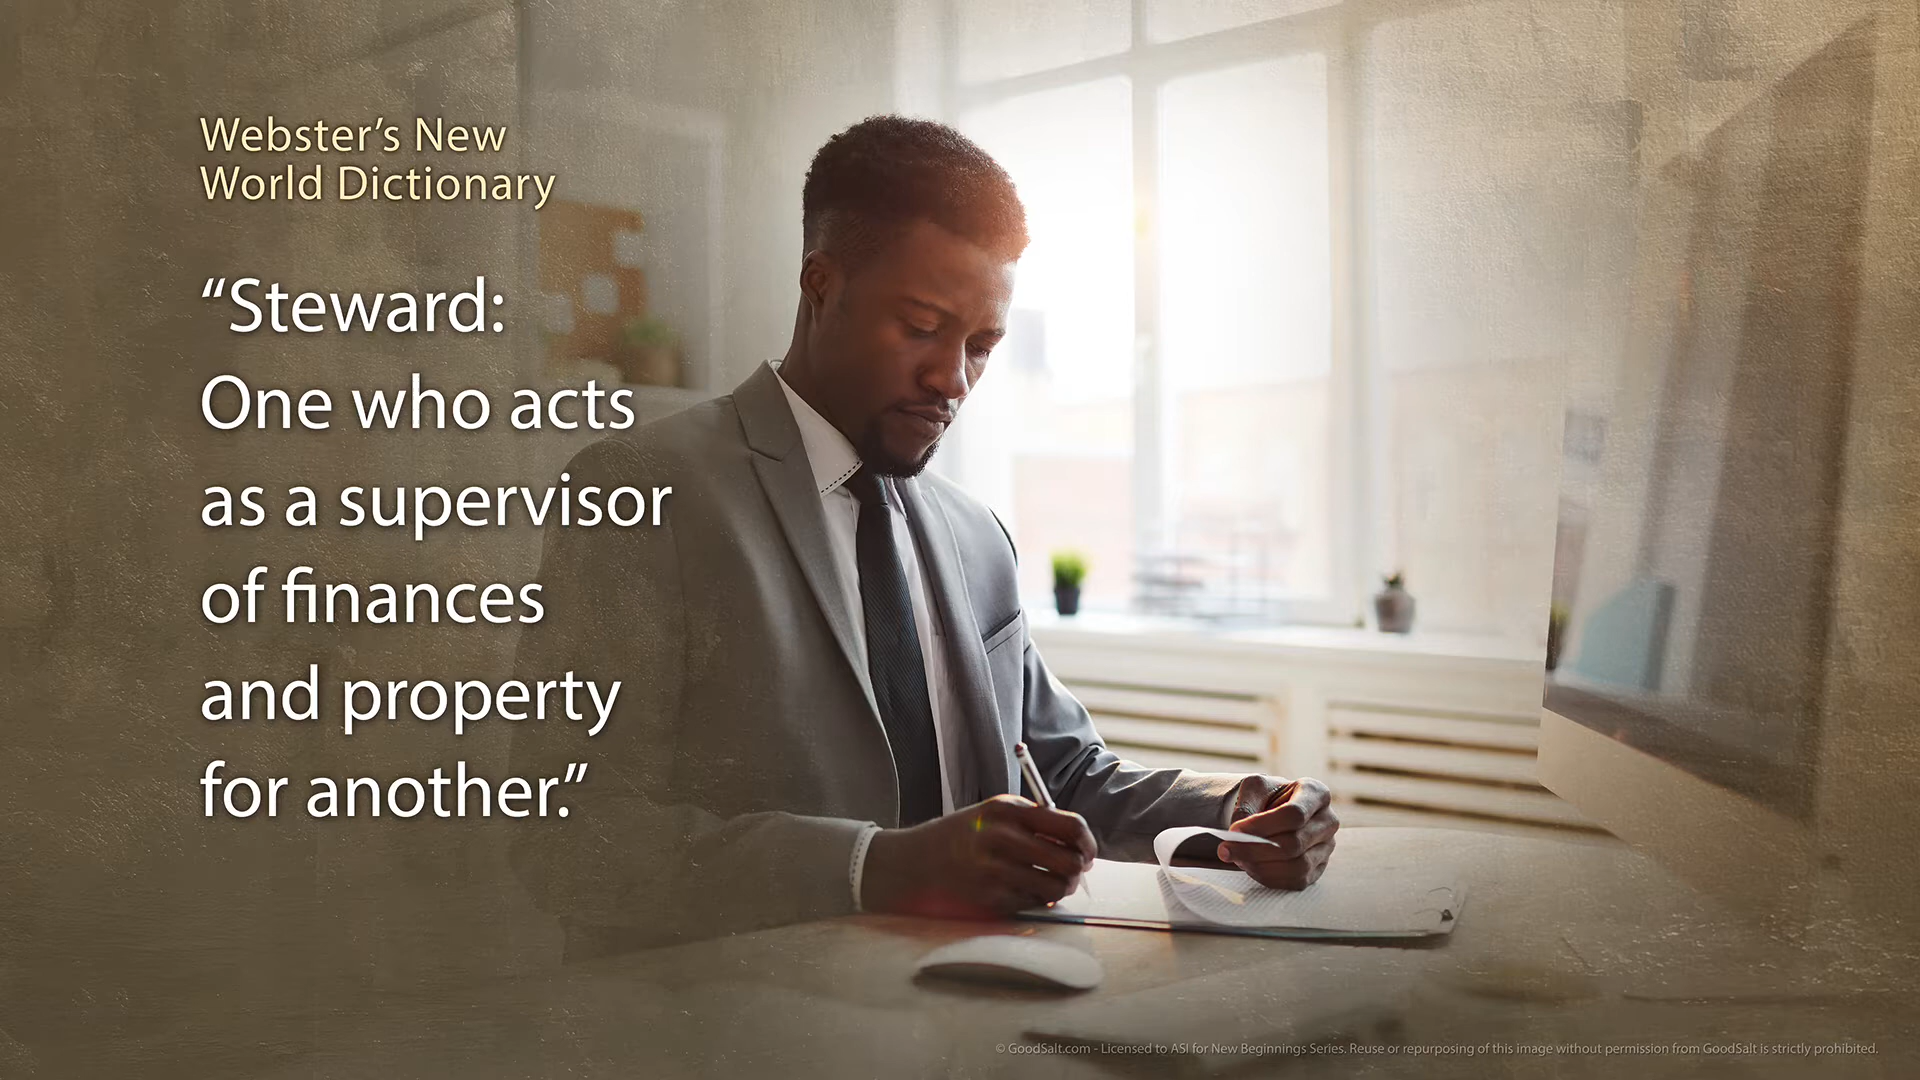 Webster’s New
World Dictionary
“Steward:
One who acts
as a supervisor
of finances
and property
for another.”
© GoodSalt.com - Licensed to ASI for New Beginnings Series. Reuse or repurposing of this image without permission from GoodSalt is strictly prohibited.